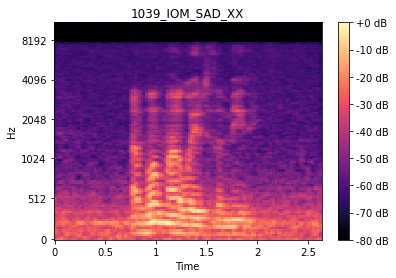 1039_IOM_SAD_XX
+0 dB
8192
-10 dB
4096
-20 dB
-30 dB
2048
Hz
-40 dB
1024
-50 dB
512
-60 dB
-70 dB
0
-80 dB
0 0.5 1 1.5 2 2.5
Time